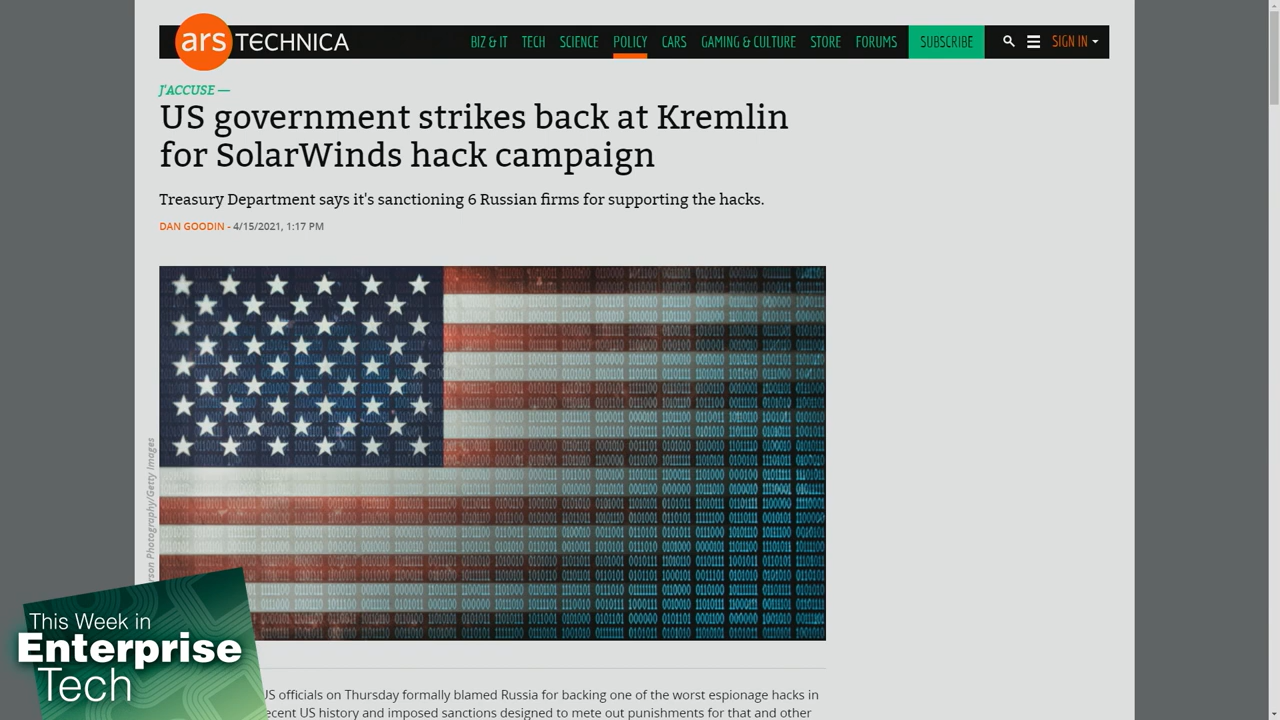 ars TECHNICA
BIZ & IT TECH SCIENCE POLICY CARS GAMING & CULTURE STORE FORUMS SUBSCRIBE SIGN IN
J'ACCUSE —
US government strikes back at Kremlin
for SolarWinds hack campaign
Treasury Department says it's sanctioning 6 Russian firms for supporting the hacks.
DAN GOODIN - 4/15/2021, 1:17 PM
Photography/Getty Images
This Week in
Enterprise
Tech
US officials on Thursday formally blamed Russia for backing one of the worst espionage hacks in
recent US history and imposed sanctions designed to mete out punishments for that and other